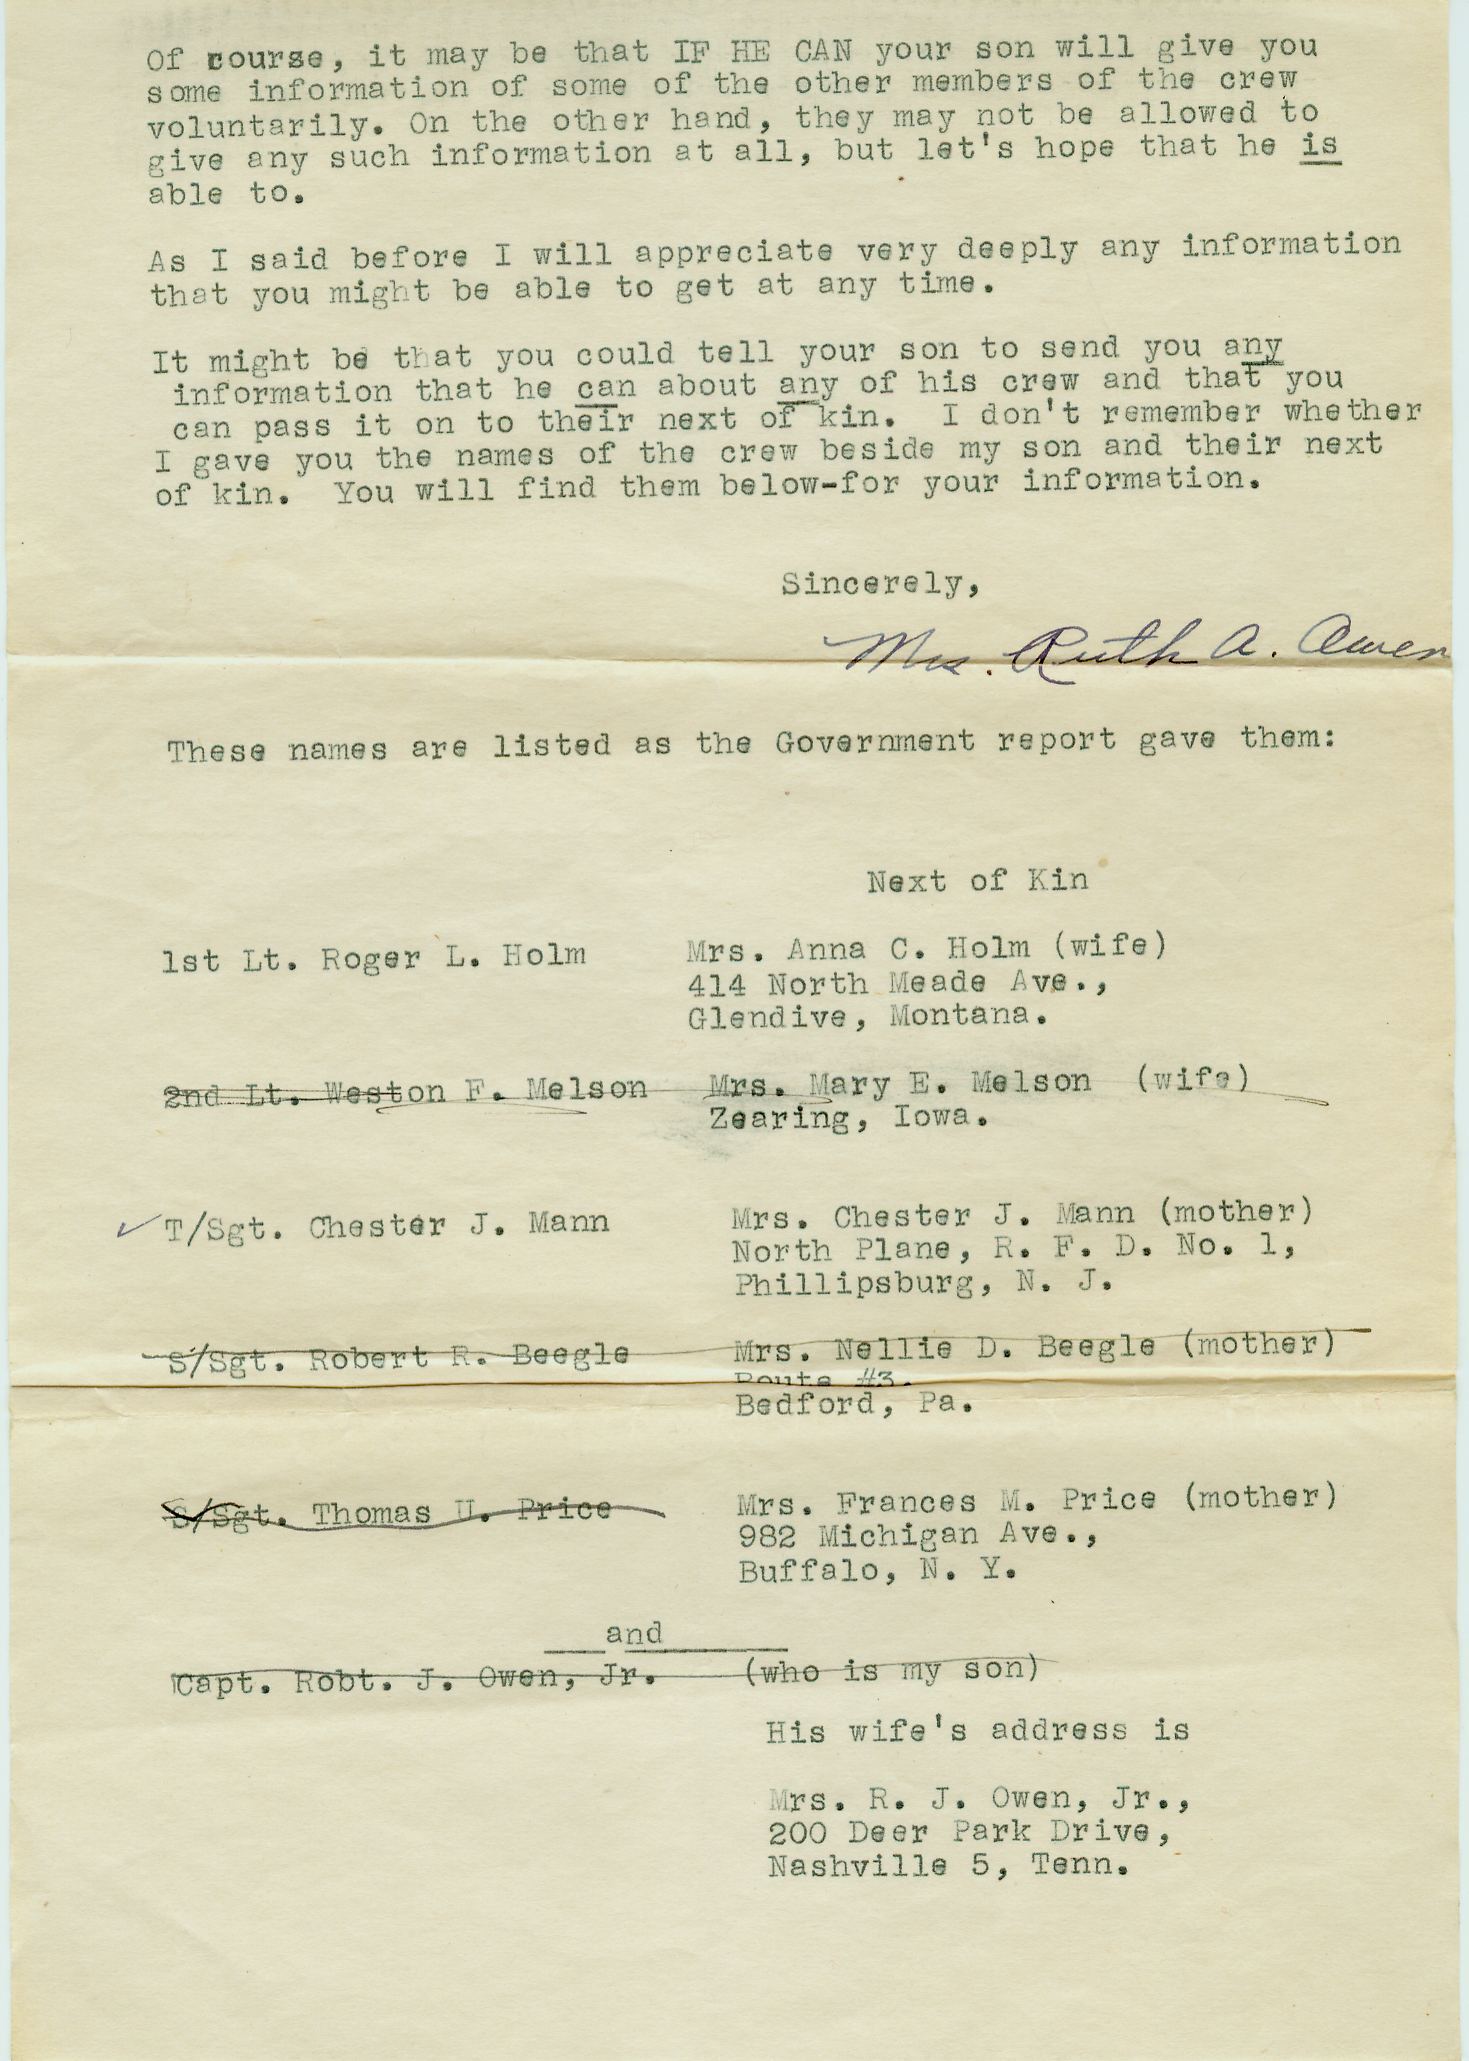 Of course, it may be that IF HE CAN your son will give you
some information of some of the other members of the crew
voluntarily. On the other hand, they may not be allowed to
give any such information at all, but let's hope that he is
able to.
As I said before I will appreciate very deeply any information
that you might be able to get at any time.
It might be that you could tell your son to send you any
information that he can about any of his crew and that you
can pass it on to their next of kin. I don't remember whether
I gave you the names of the crew beside my son and their next
of kin. You will find them below-for your information.
Sincerely,
Mrs. Ruth A. Owen
These names are listed as the Government report gave them:
Next of Kin
1st Lt. Roger L. Holm Mrs. Anna C. Holm (wife)
414 North Meade Ave.,
Glendive, Montana.
2nd Lt. Weston F. Melson Mrs. Mary E. Melson (wife)
Zearing, Iowa.
✓ T/Sgt. Chester J. Mann Mrs. Chester J. Mann (mother)
North Plane, R. F. D. No. 1,
Phillipsburg, N. J.
S/Sgt. Robert R. Beegle Mrs. Nellie D. Beegle (mother)
Route #3.
Bedford, Pa.
S/Sgt. Thomas U. Price Mrs. Frances M. Price (mother)
982 Michigan Ave.,
Buffalo, N. Y.
and
Capt. Robt. J. Owen, Jr. (who is my son)
His wife's address is
Mrs. R. J. Owen, Jr.,
200 Deer Park Drive,
Nashville 5, Tenn.